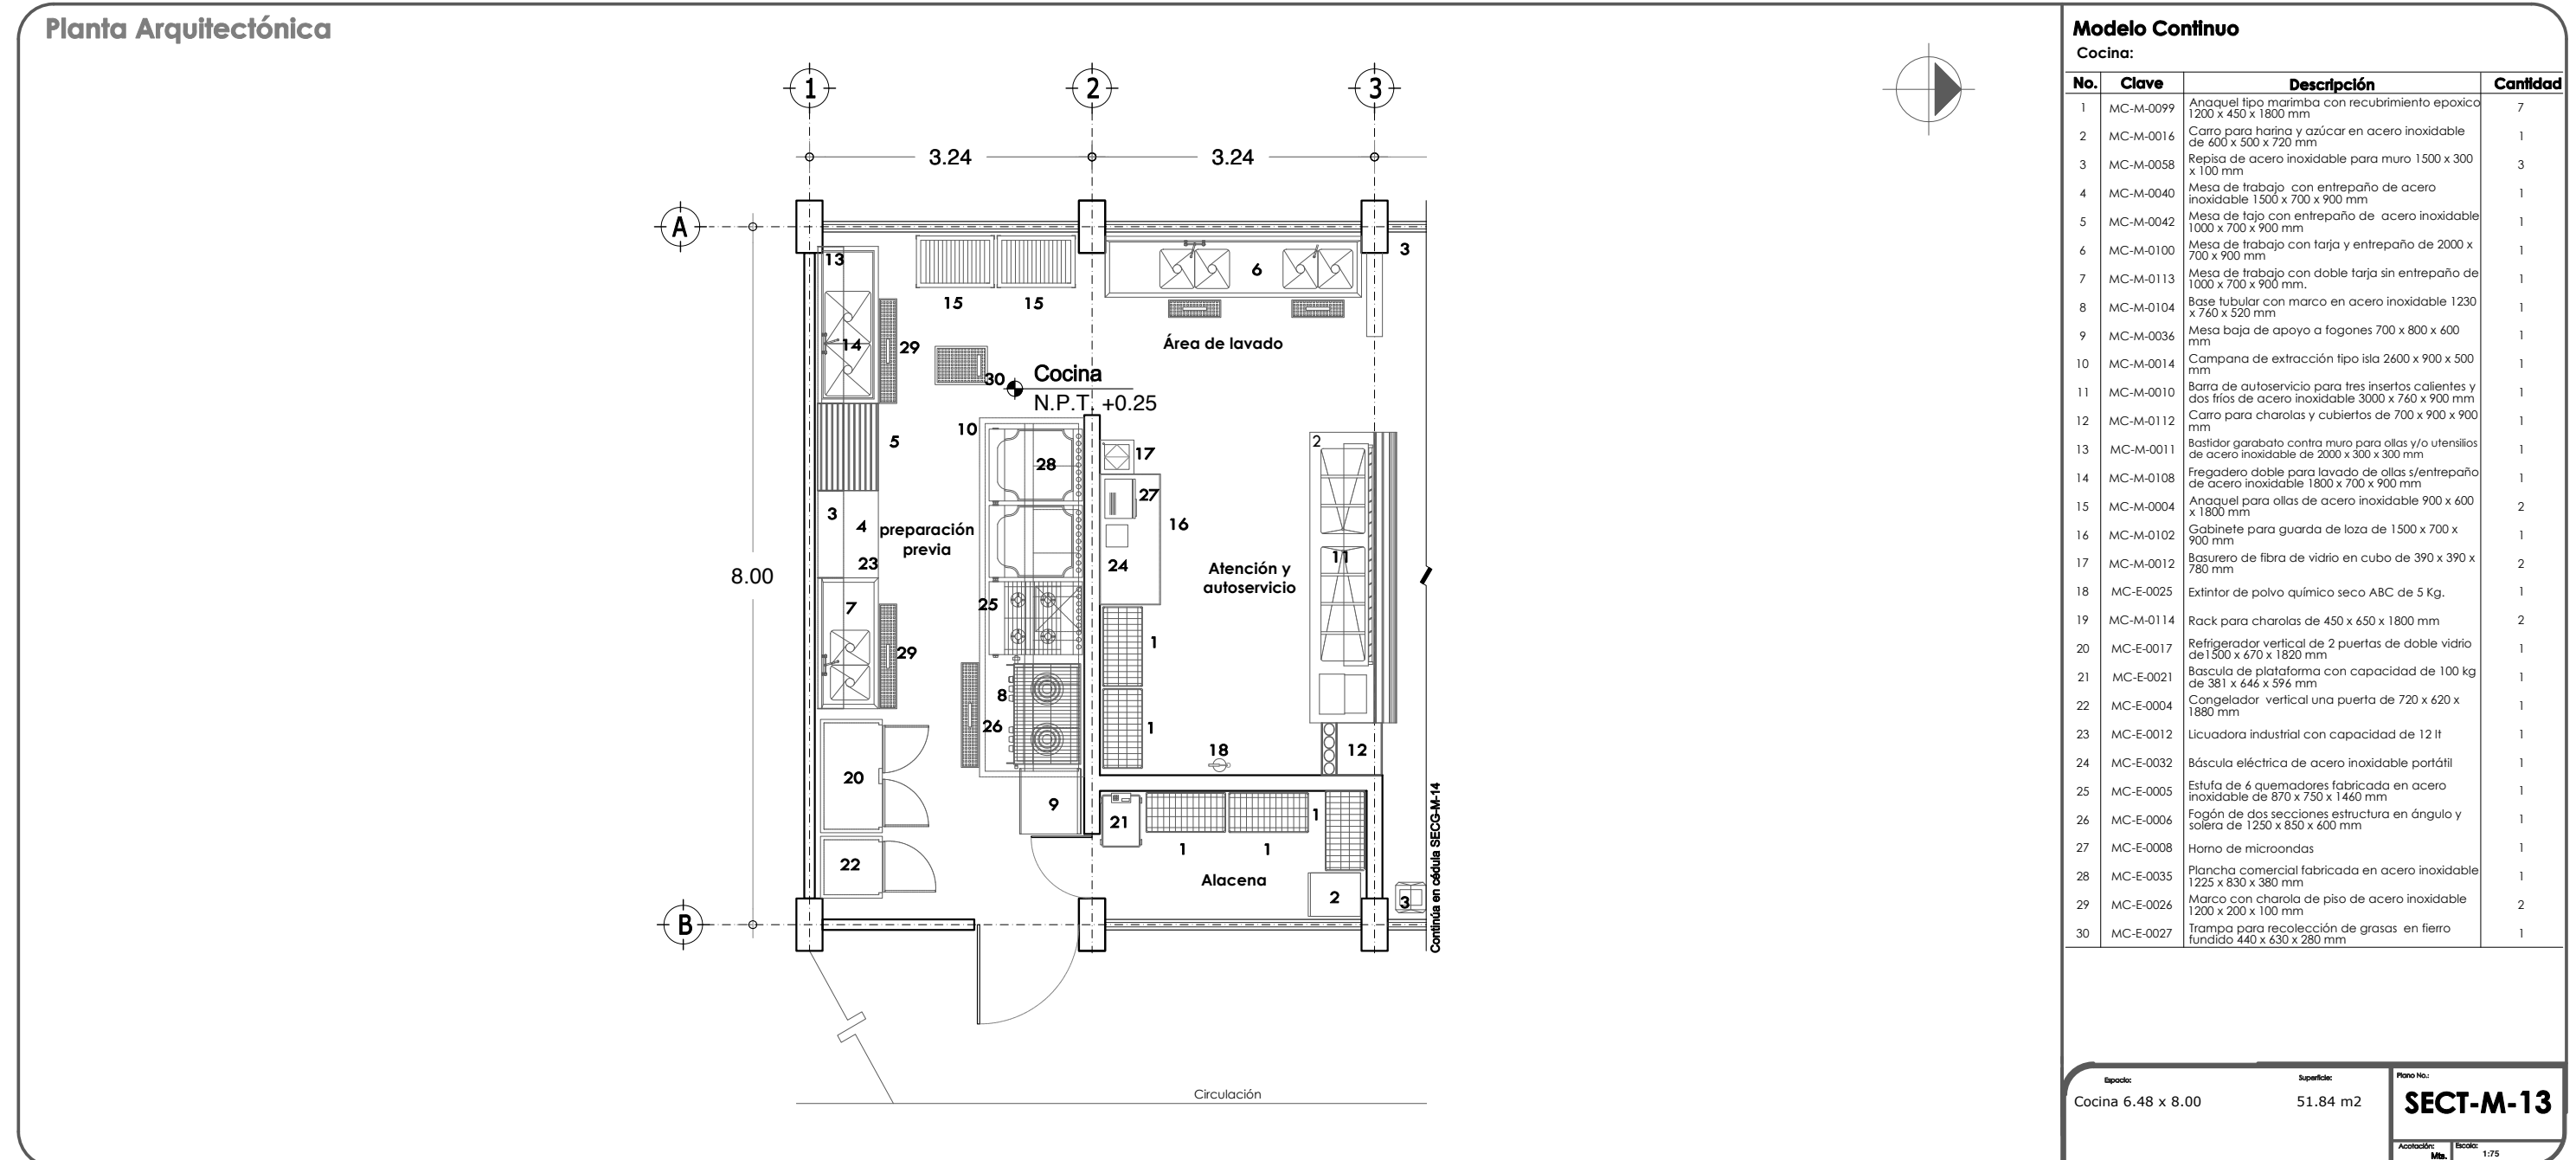 Planta Arquitectónica
1
2
3
3.24
3.24
A
13
15
15
6
3
14
29
Área de lavado
30
Cocina
N.P.T. +0.25
10
5
28
17
2
27
3
4
preparación
previa
16
23
24
11
Atención y
autoservicio
8.00
25
7
1
29
8
26
1
18
12
20
9
21
1
1
1
22
Alacena
2
3
B
Continúa en cédula SECG-M-14
Circulación
Modelo Continuo
Cocina:
No. Clave Descripción Cantidad
1 MC-M-0099 Anaquel tipo marimba con recubrimiento epoxico 7
1200 x 450 x 1800 mm
2 MC-M-0016 Carro para harina y azúcar en acero inoxidable 1
de 600 x 500 x 720 mm
3 MC-M-0058 Repisa de acero inoxidable para muro 1500 x 300 3
x 100 mm
4 MC-M-0040 Mesa de trabajo con entrepaño de acero 1
inoxidable 1500 x 700 x 900 mm
5 MC-M-0042 Mesa de tajo con entrepaño de acero inoxidable 1
1000 x 700 x 900 mm
6 MC-M-0100 Mesa de trabajo con tarja y entrepaño de 2000 x 1
700 x 900 mm
7 MC-M-0113 Mesa de trabajo con doble tarja sin entrepaño de 1
1000 x 700 x 900 mm.
8 MC-M-0104 Base tubular con marco en acero inoxidable 1230 1
x 760 x 520 mm
9 MC-M-0036 Mesa baja de apoyo a fogones 700 x 800 x 600 1
mm
10 MC-M-0014 Campana de extracción tipo isla 2600 x 900 x 500 1
mm
11 MC-M-0010 Barra de autoservicio para tres insertos calientes y 1
dos fríos de acero inoxidable 3000 x 760 x 900 mm
12 MC-M-0112 Carro para charolas y cubiertos de 700 x 900 x 900 1
mm
13 MC-M-0011 Bastidor garabato contra muro para ollas y/o utensilios 1
de acero inoxidable de 2000 x 300 x 300 mm
14 MC-M-0108 Fregadero doble para lavado de ollas s/entrepaño 1
de acero inoxidable 1800 x 700 x 900 mm
15 MC-M-0004 Anaquel para ollas de acero inoxidable 900 x 600 2
x 1800 mm
16 MC-M-0102 Gabinete para guarda de loza de 1500 x 700 x 1
900 mm
17 MC-M-0012 Basurero de fibra de vidrio en cubo de 390 x 390 x 2
780 mm
18 MC-E-0025 Extintor de polvo químico seco ABC de 5 Kg. 1
19 MC-M-0114 Rack para charolas de 450 x 650 x 1800 mm 2
20 MC-E-0017 Refrigerador vertical de 2 puertas de doble vidrio 1
de1500 x 670 x 1820 mm
21 MC-E-0021 Bascula de plataforma con capacidad de 100 kg 1
de 381 x 646 x 596 mm
22 MC-E-0004 Congelador vertical una puerta de 720 x 620 x 1
1880 mm
23 MC-E-0012 Licuadora industrial con capacidad de 12 lt 1
24 MC-E-0032 Báscula eléctrica de acero inoxidable portátil 1
25 MC-E-0005 Estufa de 6 quemadores fabricada en acero 1
inoxidable de 870 x 750 x 1460 mm
26 MC-E-0006 Fogón de dos secciones estructura en ángulo y 1
solera de 1250 x 850 x 600 mm
27 MC-E-0008 Horno de microondas 1
28 MC-E-0035 Plancha comercial fabricada en acero inoxidable 1
1225 x 830 x 380 mm
29 MC-E-0026 Marco con charola de piso de acero inoxidable 2
1200 x 200 x 100 mm
30 MC-E-0027 Trampa para recolección de grasas en fierro 1
fundido 440 x 630 x 280 mm
Espacio: Superficie: Plano No.:
Cocina 6.48 x 8.00 51.84 m2 SECT-M-13
Acotación: Escala:
Mts. 1:75